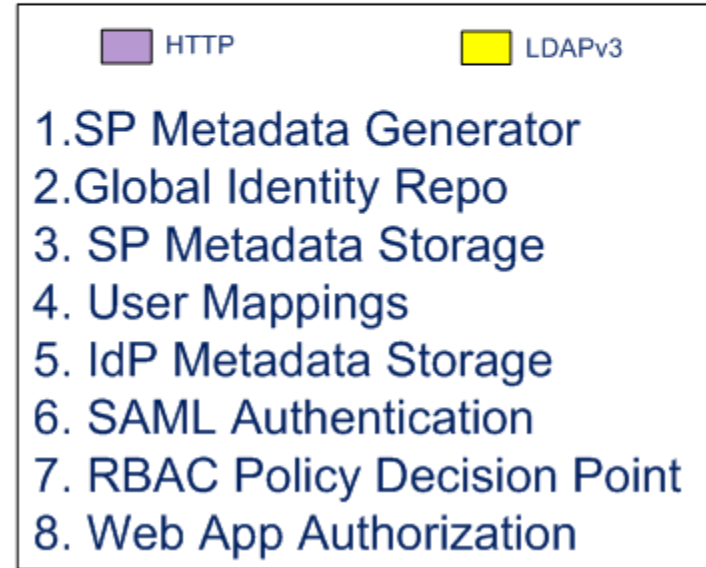 HTTP LDAPv3
1.SP Metadata Generator
2.Global Identity Repo
3. SP Metadata Storage
4. User Mappings
5. IdP Metadata Storage
6. SAML Authentication
7. RBAC Policy Decision Point
8. Web App Authorization